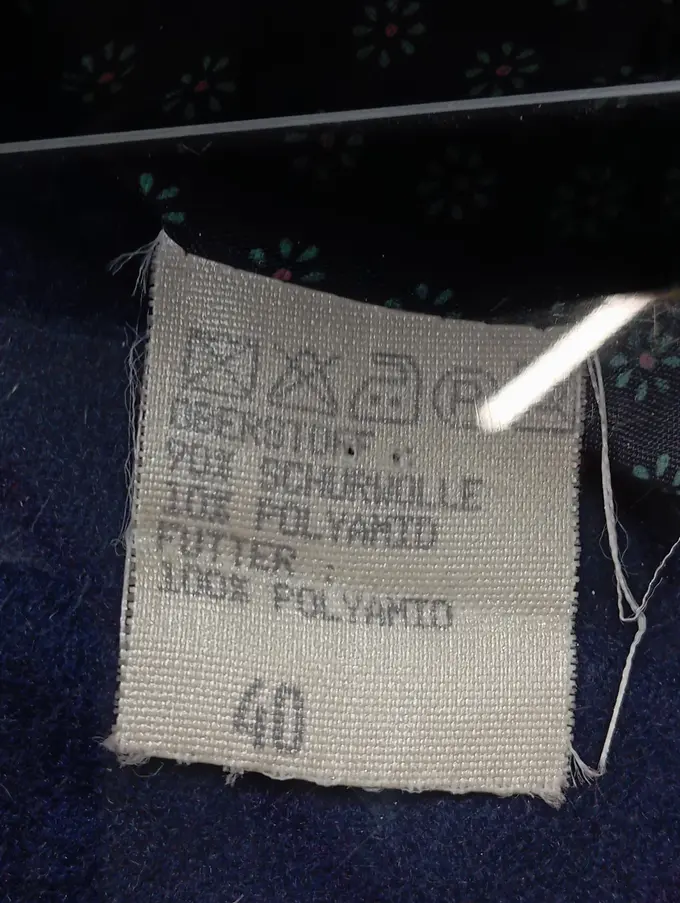 P
OBERSTOFF :
90% SCHURWOLLE
10% POLYAMID
FUTTER :
100% POLYAMID
40